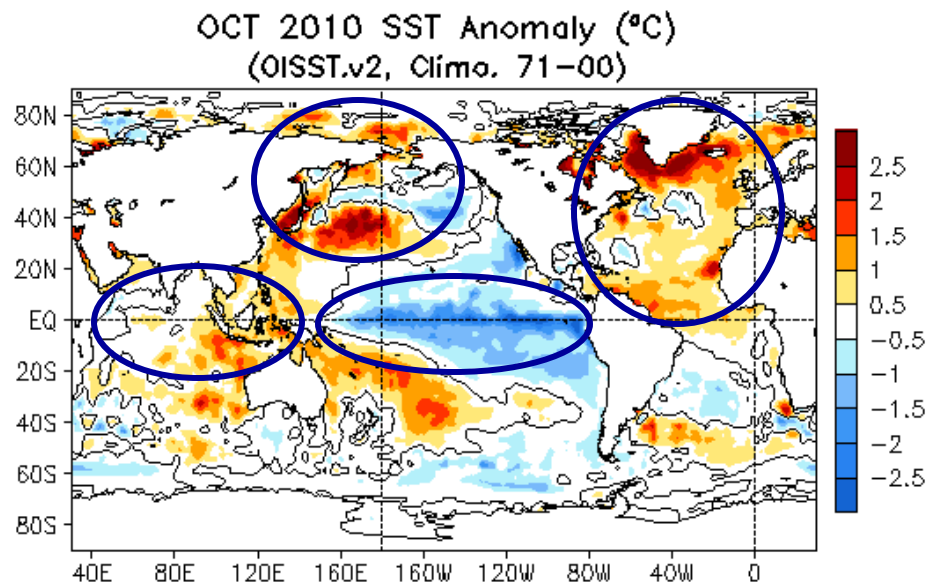 OCT 2010 SST Anomaly (°C)
(OISST.v2, Climo. 71-00)
80N
60N
40N
20N
EQ
20S
40S
60S
80S
40E 80E 120E 160E 160W 120W 80W 40W 0
2.5
2
1.5
1
0.5
-0.5
-1
-1.5
-2
-2.5